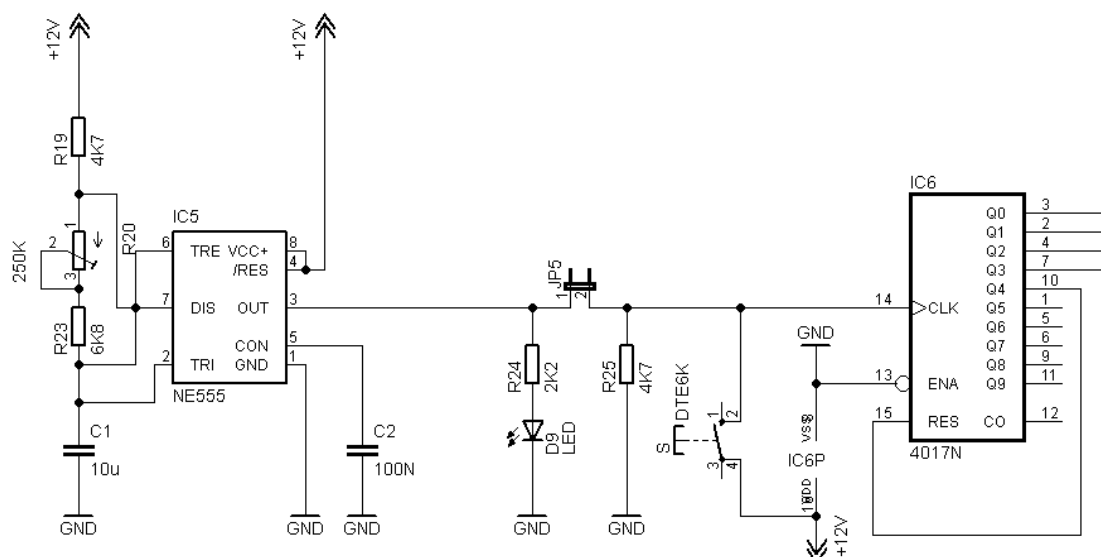 +12V
+12V
R19
4K7
1
2
3
250K
R20
R23
6K8
C1
10u
GND
IC5
6
7
2
TRE
DIS
TRI
VCC+
/RES
OUT
CON
GND
8
4
3
5
1
NE555
GND
C2
100N
GND
R24
2K2
D9
LED
GND
JP5
1
2
R25
4K7
GND
DTE6K
S
1
2
3
4
GND
VSS
8
IC6P
VDD
16
+12V
IC6
14
13
15
CLK
ENA
RES
Q0
Q1
Q2
Q3
Q4
Q5
Q6
Q7
Q8
Q9
CO
3
2
4
7
10
1
5
6
9
11
12
4017N